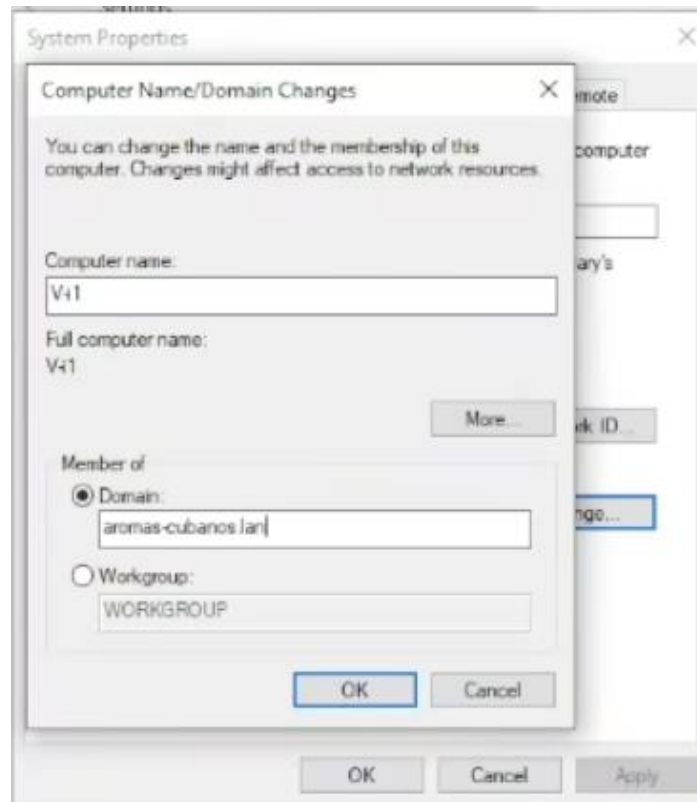 System Properties
Computer Name/Domain Changes
emote
You can change the name and the membership of this
computer. Changes might affect access to network resources.
computer
Computer name:
ary's
Full computer name:
More...
rk ID...
Member of
Domain:
nge...
aromas-cubanos.lan
Workgroup:
WORKGROUP
OK
Cancel
OK
Cancel
Apply